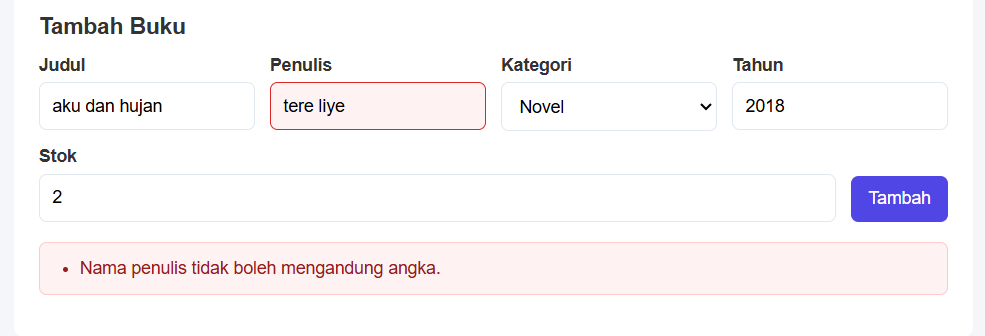 Tambah Buku
Judul Penulis Kategori Tahun
aku dan hujan tere liye Novel 2018
Stok
2 Tambah
Nama penulis tidak boleh mengandung angka.